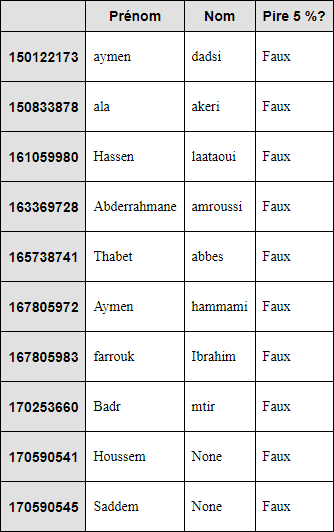 Prénom Nom Pire 5 %?
150122173 aymen dadsi Faux
150833878 ala akeri Faux
161059980 Hassen laataoui Faux
163369728 Abderrahmane amroussi Faux
165738741 Thabet abbes Faux
167805972 Aymen hammami Faux
167805983 farrouk Ibrahim Faux
170253660 Badr mtir Faux
170590541 Houssem None Faux
170590545 Saddem None Faux